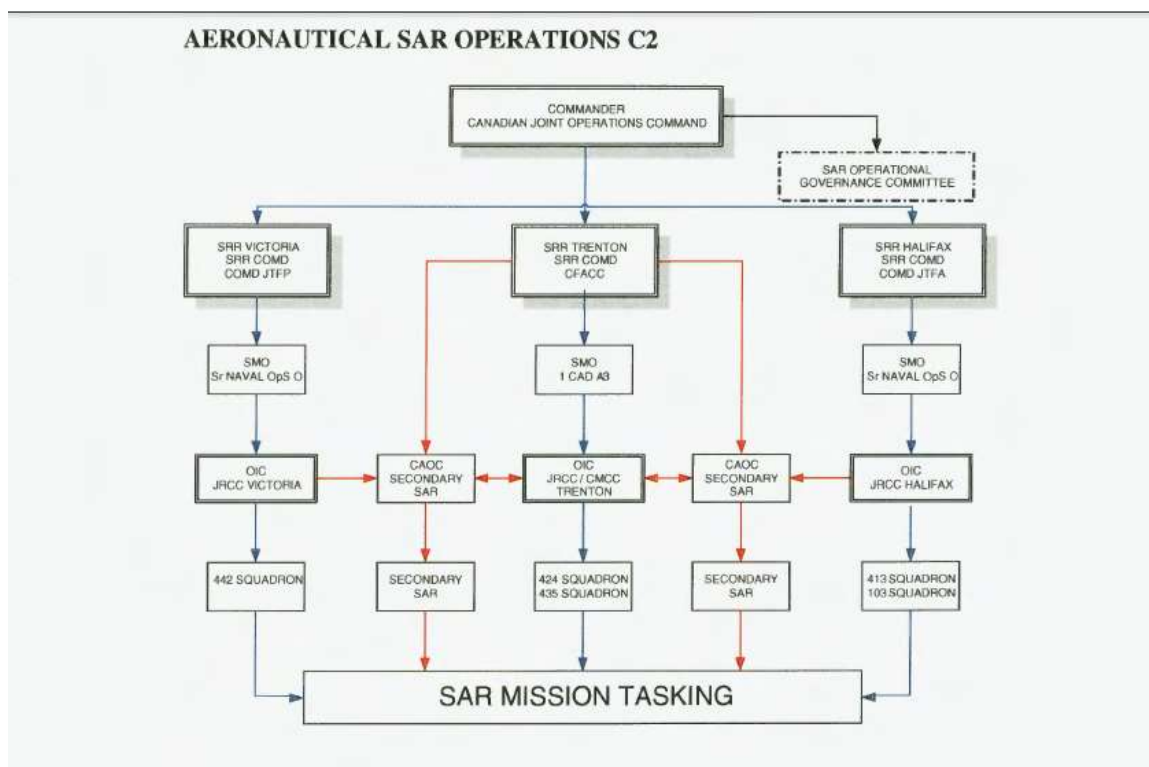 AERONAUTICAL SAR OPERATIONS C2
COMMANDER
CANADIAN JOINT OPERATIONS COMMAND
SAR OPERATIONAL
GOVERNANCE COMMITTEE
SRR VICTORIA
SRR COMD
COMD JTFP
SRR TRENTON
SRR COMD
CFACC
SRR HALIFAX
SRR COMD
COMD JTFA
SMO
Sr NAVAL OpS O
SMO
1 CAD A3
SMO
Sr NAVAL OpS O
OIC
JRCC VICTORIA
CAOC
SECONDARY
SAR
OIC
JRCC / CMCC
TRENTON
CAOC
SECONDARY
SAR
OIC
JRCC HALIFAX
442 SQUADRON
SECONDARY
SAR
424 SQUADRON
435 SQUADRON
SECONDARY
SAR
413 SQUADRON
103 SQUADRON
SAR MISSION TASKING